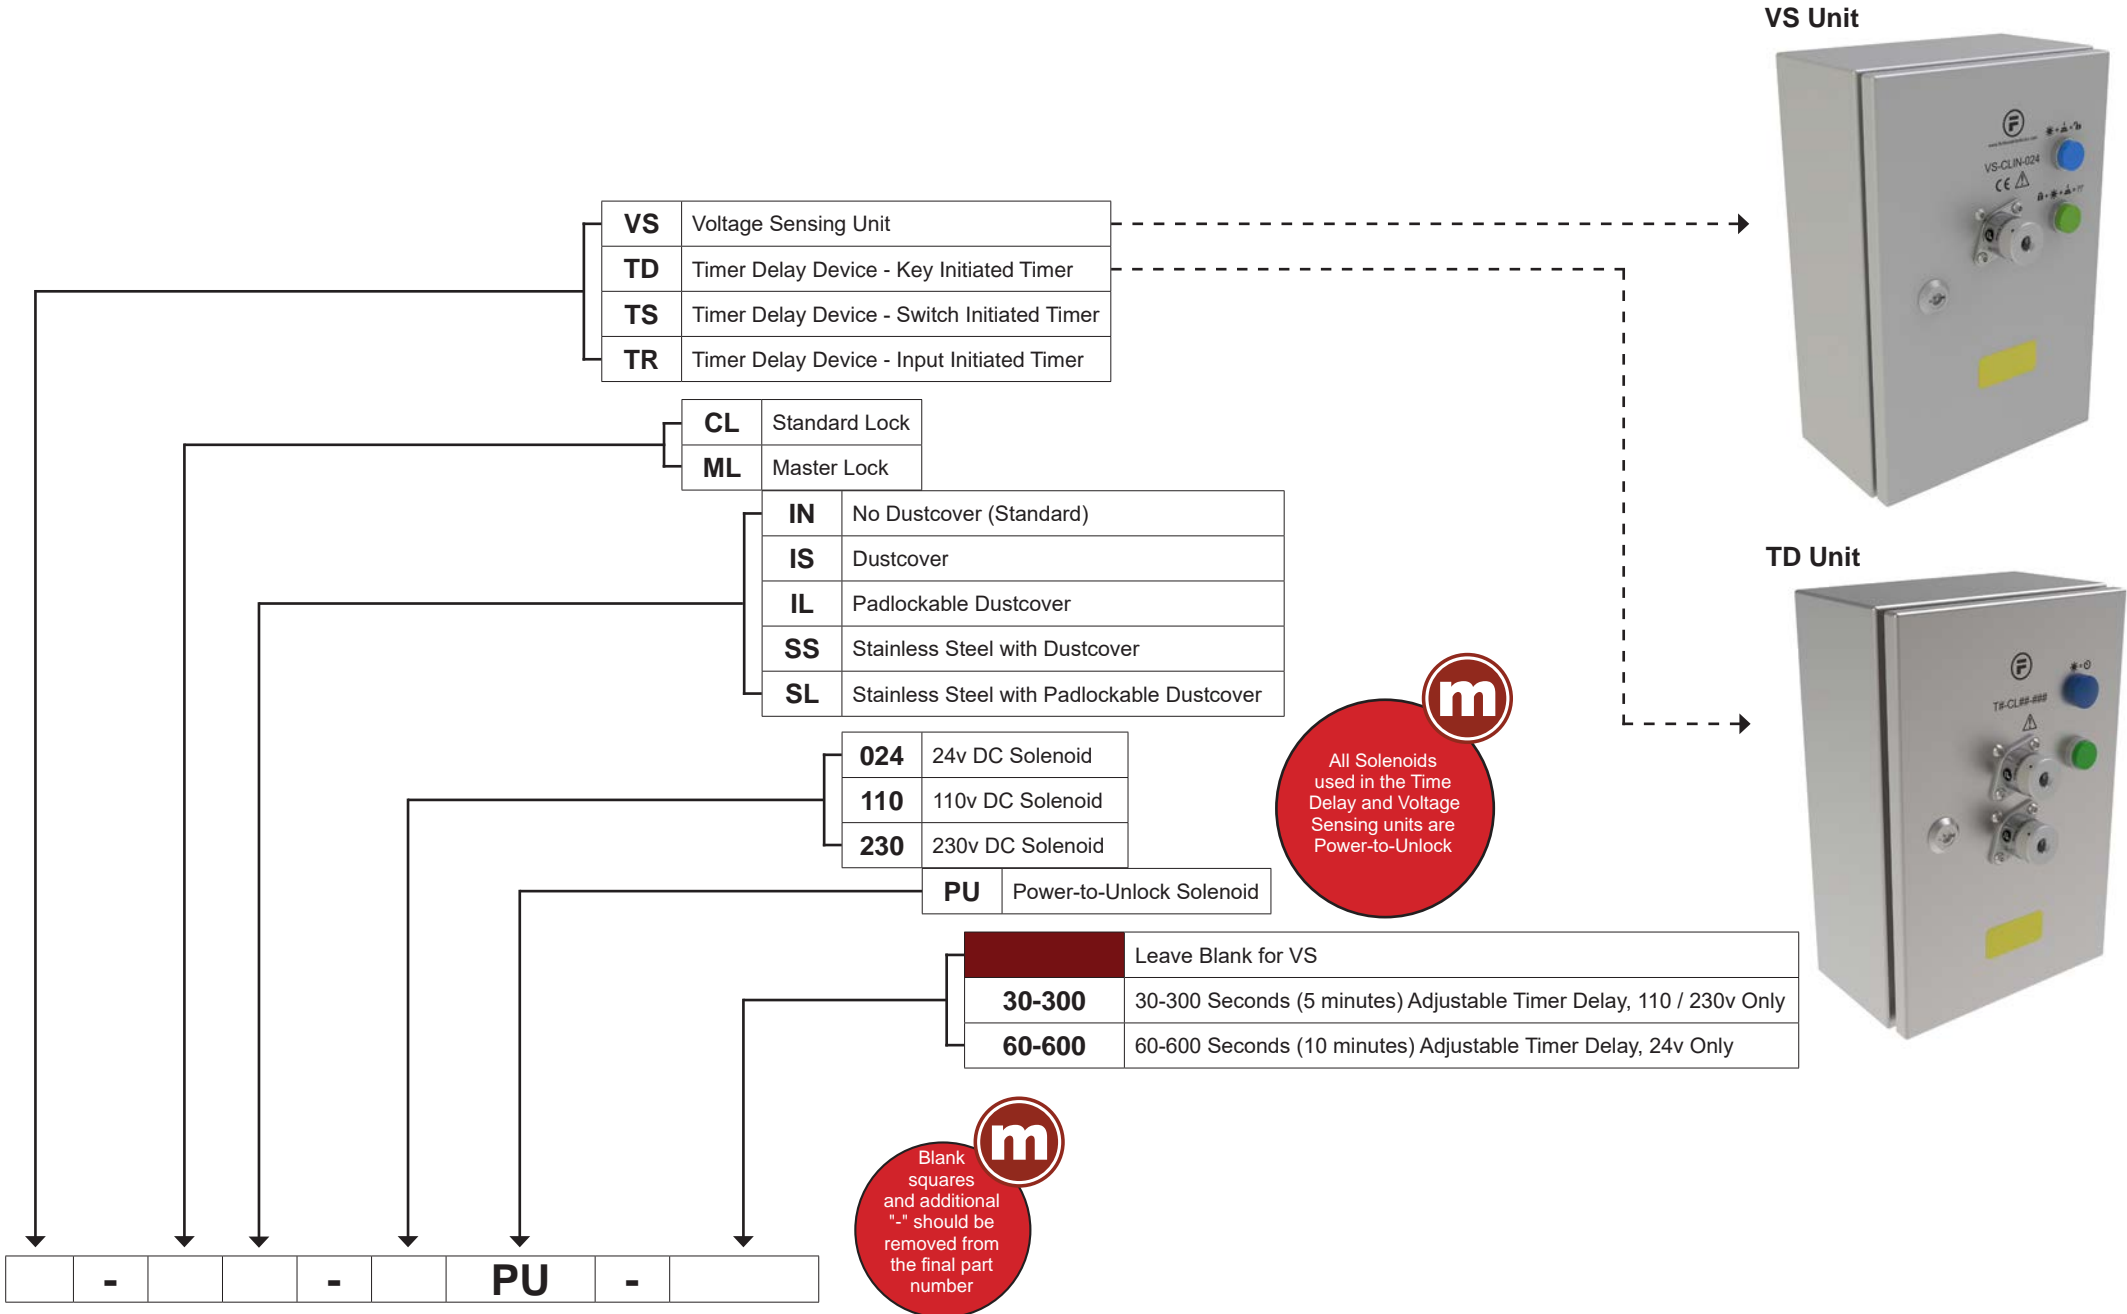 VS Unit
VS Voltage Sensing Unit
TD Timer Delay Device - Key Initiated Timer
TS Timer Delay Device - Switch Initiated Timer
TR Timer Delay Device - Input Initiated Timer
CL Standard Lock
ML Master Lock
IN No Dustcover (Standard)
IS Dustcover
IL Padlockable Dustcover
SS Stainless Steel with Dustcover
SL Stainless Steel with Padlockable Dustcover
024 24v DC Solenoid
110 110v DC Solenoid
230 230v DC Solenoid
PU Power-to-Unlock Solenoid
Leave Blank for VS
30-300 30-300 Seconds (5 minutes) Adjustable Timer Delay, 110 / 230v Only
60-600 60-600 Seconds (10 minutes) Adjustable Timer Delay, 24v Only
VS-CLIN-024
CE
TD Unit
T#-CL##-###
m
All Solenoids
used in the Time
Delay and Voltage
Sensing units are
Power-to-Unlock
m
Blank
squares
and additional
"-" should be
removed from
the final part
number
- - PU -